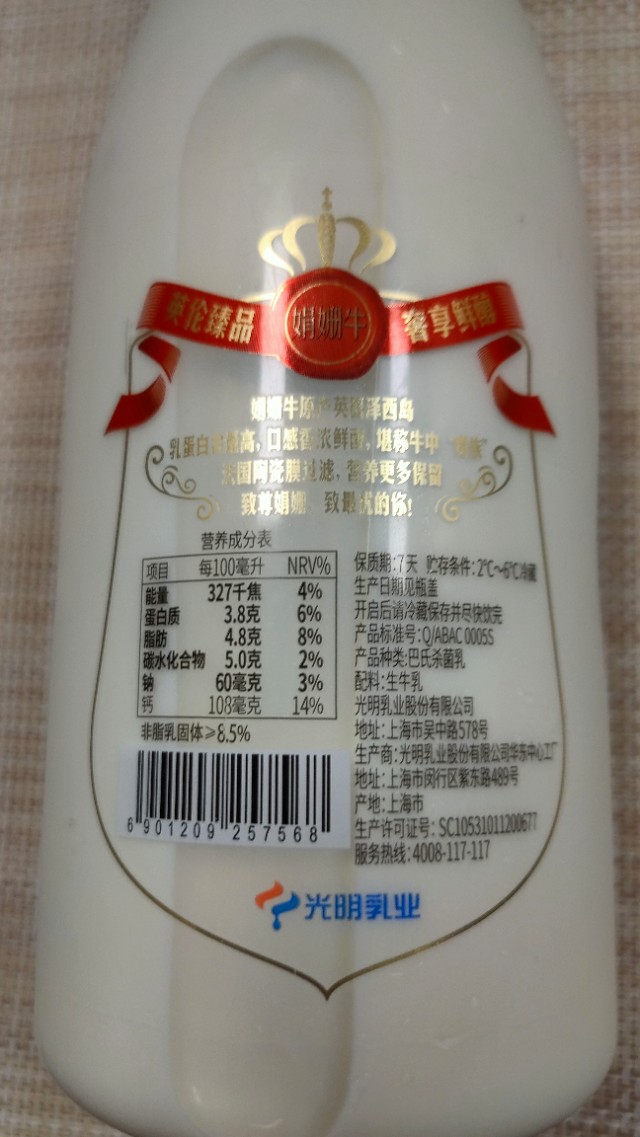 英伦臻品 娟姗牛 奢享鲜醇
娟姗牛原产英国泽西岛
乳蛋白含量高，口感香浓鲜醇，堪称牛中
法国陶瓷膜过滤，营养更多保留
致尊娟姗 致最优的你!
营养成分表
项目 每100毫升 NRV%
能量 327千焦 4%
蛋白质 3.8克 6%
脂肪 4.8克 8%
碳水化合物 5.0克 2%
钠 60毫克 3%
钙 108毫克 14%
非脂乳固体≥8.5%
6 901209 257568
保质期:7天 贮存条件:2℃~6℃冷藏
生产日期见瓶盖
开启后请冷藏保存并尽快饮完
产品标准号:Q/ABAC 0005S
产品种类:巴氏杀菌乳
配料:生牛乳
光明乳业股份有限公司
地址:上海市吴中路578号
生产商:光明乳业股份有限公司华东中心工厂
地址:上海市闵行区紫东路489号
产地:上海市
生产许可证号:SC10531011200677
服务热线:4008-117-117
光明乳业